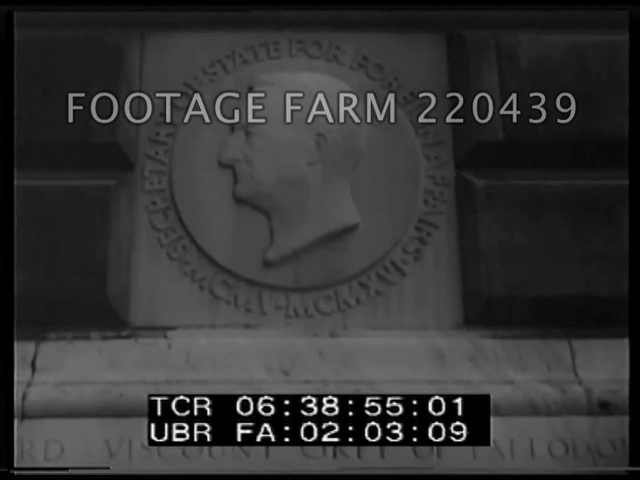 SECRETARY OF STATE FOR FOREIGN AFFAIRS · MCMV · MCMXVI ·
FOOTAGE FARM 220439
TCR 06:38:55:01
UBR FA:02:03:09
RD VISCOUNT GREY OF FALLODON